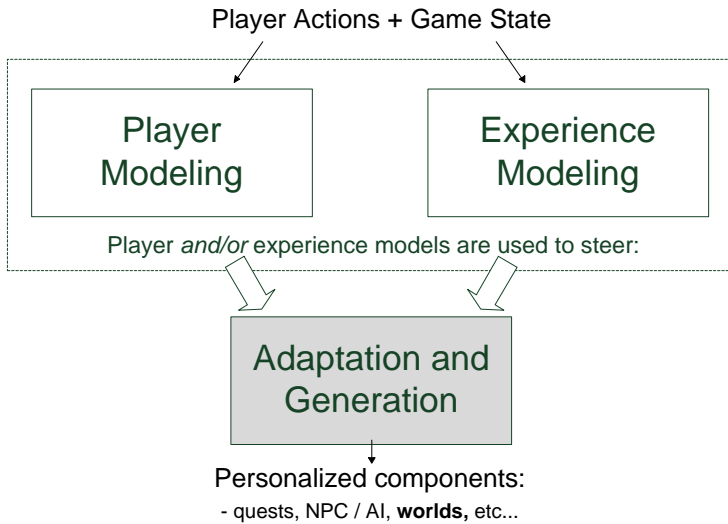 Player Actions + Game State
Player
Modeling
Experience
Modeling
Player and/or experience models are used to steer:
Adaptation and
Generation
Personalized components:
- quests, NPC / AI, worlds, etc...